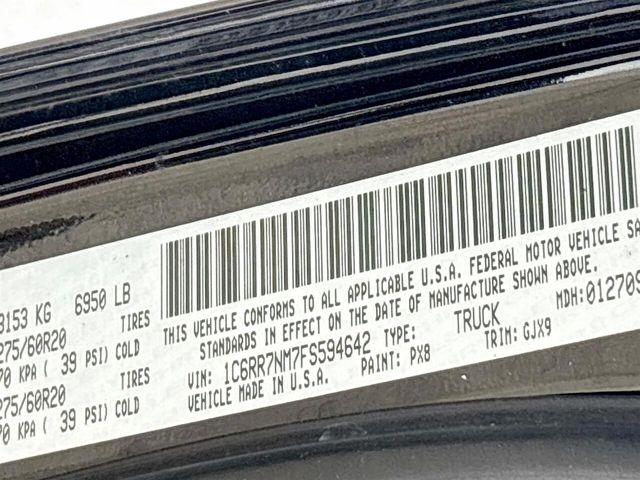 3153 KG 6950 LB
275/60R20 TIRES
70 KPA ( 39 PSI) COLD
275/60R20 TIRES
70 KPA ( 39 PSI) COLD
THIS VEHICLE CONFORMS TO ALL APPLICABLE U.S.A. FEDERAL MOTOR VEHICLE SA
STANDARDS IN EFFECT ON THE DATE OF MANUFACTURE SHOWN ABOVE.
VIN: 1C6RR7NM7FS594642 TYPE: TRUCK MDH: 01270
VEHICLE MADE IN U.S.A. PAINT: PX8 TRIM: GJX9